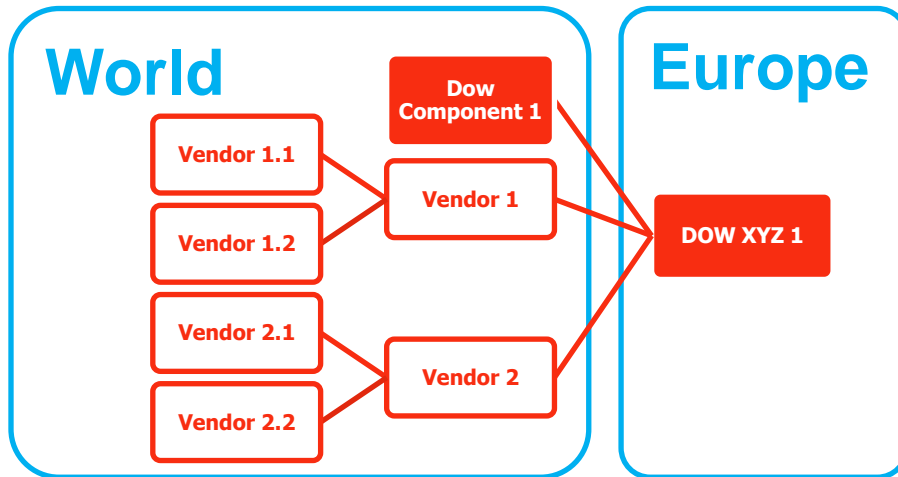 World
Europe
Dow
Component 1
Vendor 1.1
Vendor 1
Vendor 1.2
DOW XYZ 1
Vendor 2.1
Vendor 2
Vendor 2.2